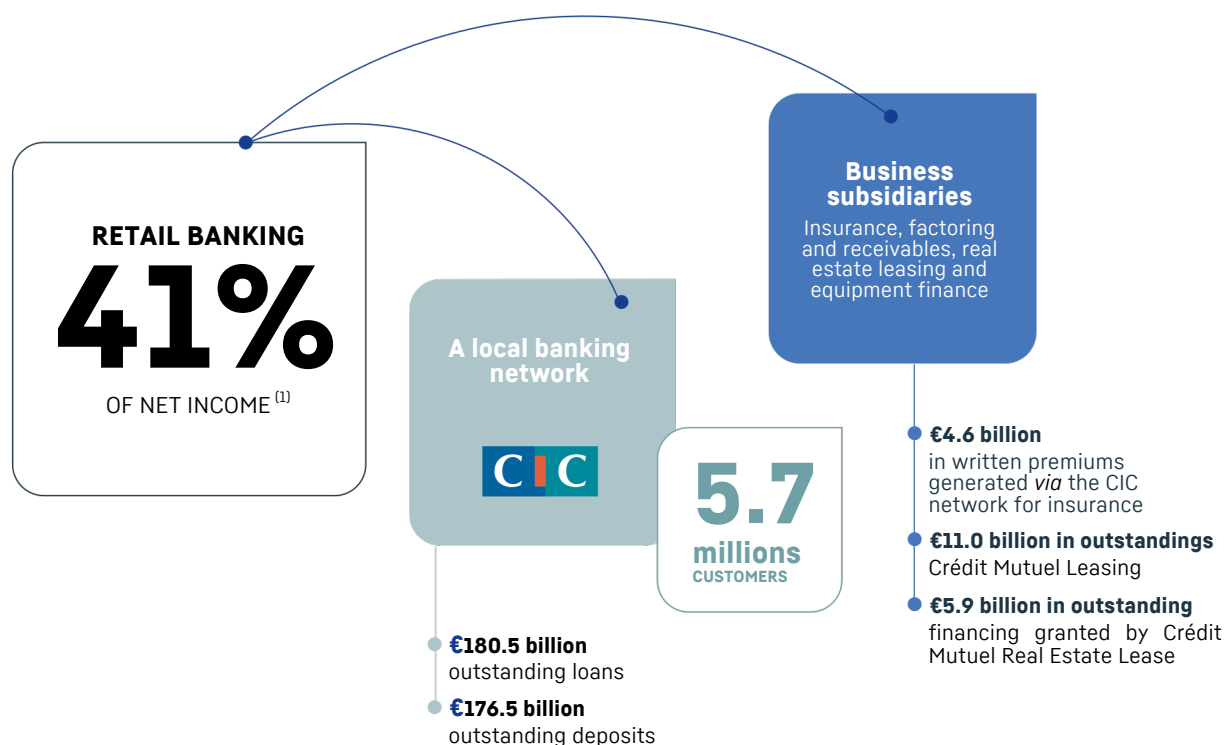 RETAIL BANKING
41%
OF NET INCOME (1)
A local banking
network
CIC
5.7
millions
CUSTOMERS
€180.5 billion
outstanding loans
€176.5 billion
outstanding deposits
Business
subsidiaries
Insurance, factoring
and receivables, real
estate leasing and
equipment finance
€4.6 billion
in written premiums
generated via the CIC
network for insurance
€11.0 billion in outstandings
Crédit Mutuel Leasing
€5.9 billion in outstanding
financing granted by Crédit
Mutuel Real Estate Lease